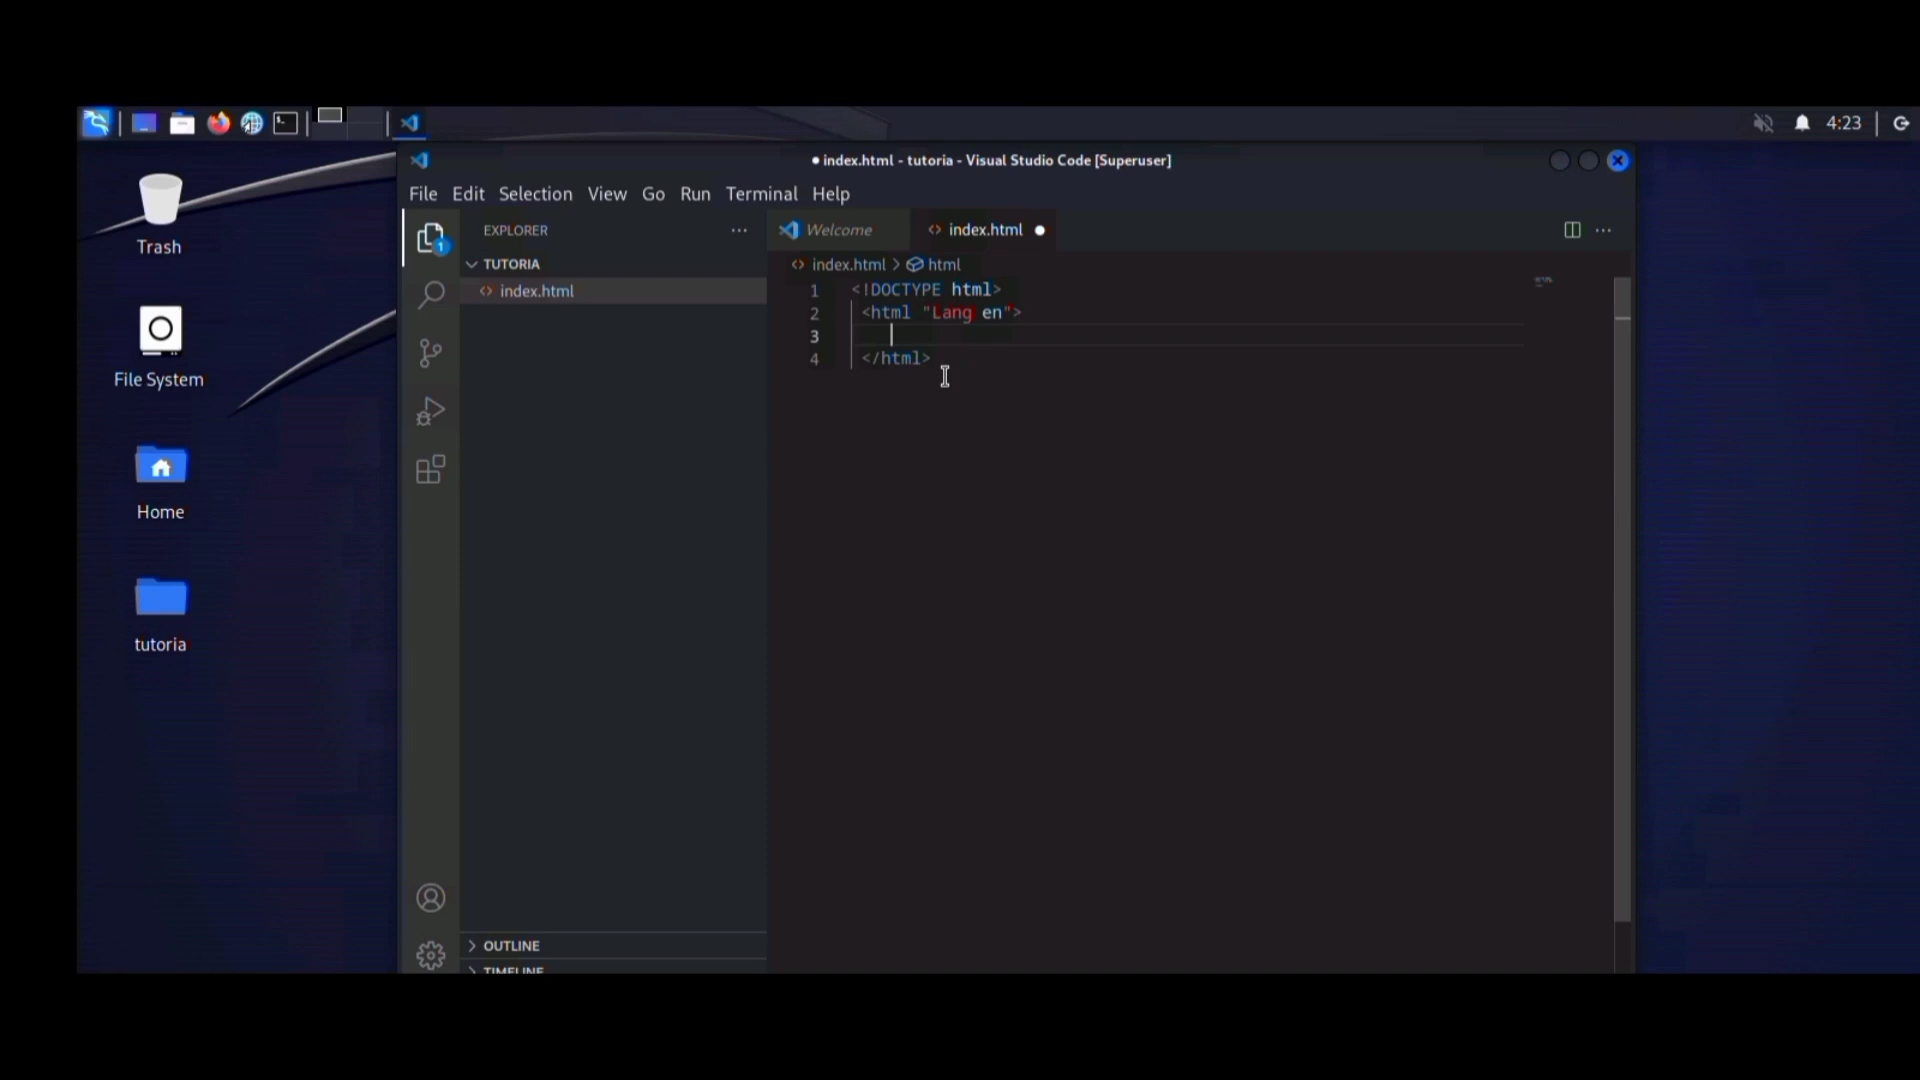 4:23
● index.html - tutoria - Visual Studio Code [Superuser]
File Edit Selection View Go Run Terminal Help
EXPLORER ···
Welcome
index.html
TUTORIA
index.html
index.html > html
1 <!DOCTYPE html>
2 <html "Lang en">
3
4 </html>
1
Trash
File System
Home
tutoria
OUTLINE
TIMELINE